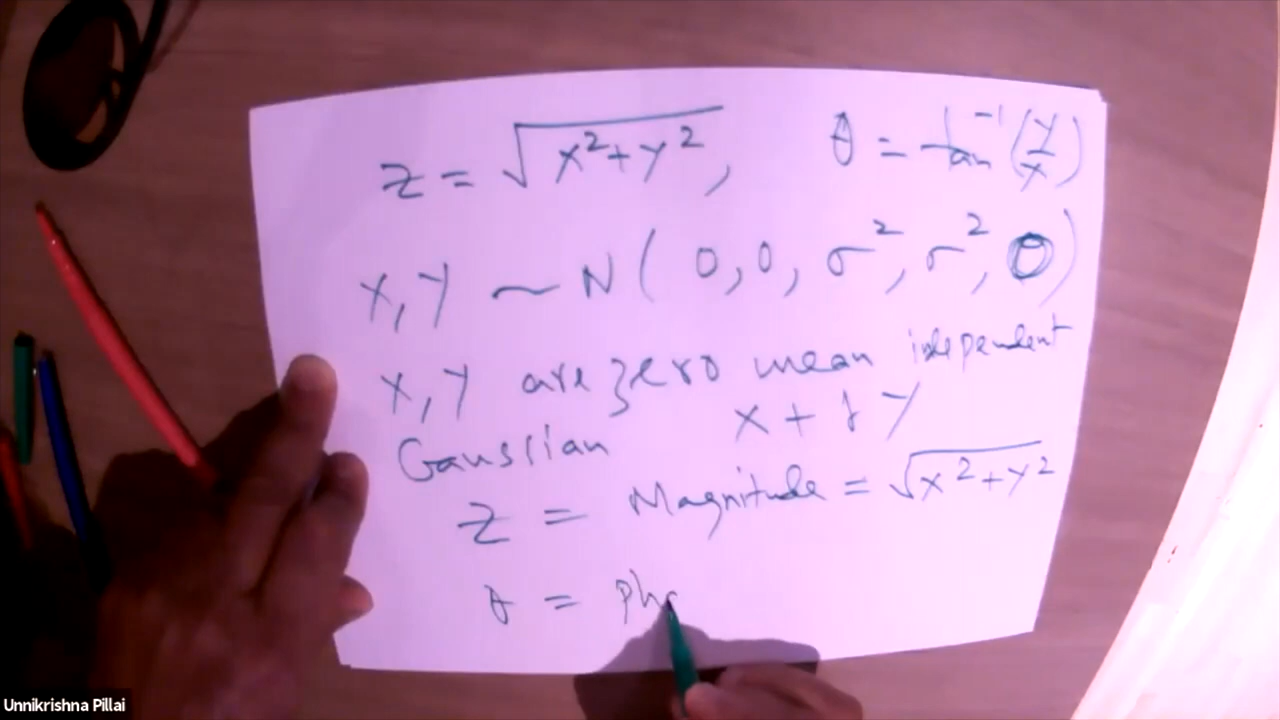 Z = √(X²+Y²), θ = tan⁻¹(Y/X)
X, Y ~ N(0, 0, σ², σ², 0)
X, Y are zero mean independent
Gaussian X + jY
Z = Magnitude = √(X²+Y²)
θ = Pha
Unnikrishna Pillai